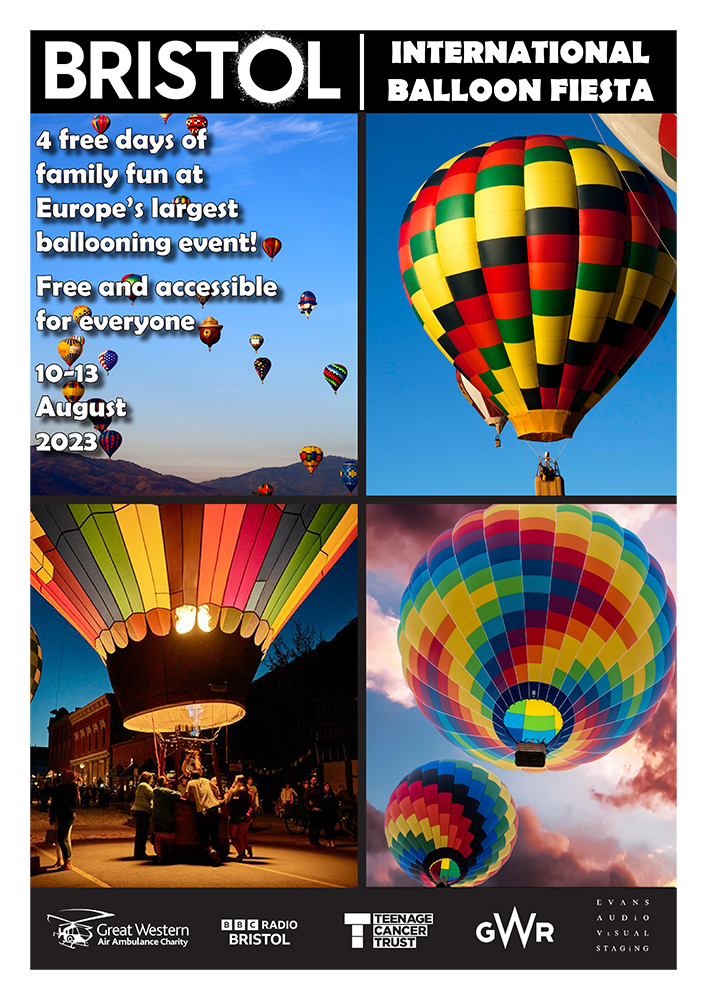 BRISTOL
INTERNATIONAL
BALLOON FIESTA
4 free days of
family fun at
Europe's largest
ballooning event!
Free and accessible
for everyone
10-13
August
2023
Great Western
Air Ambulance Charity
BBC RADIO
BRISTOL
TEENAGE
CANCER
TRUST
GWR
EVANS
AUDiO
ViSUAL
STAGiNG